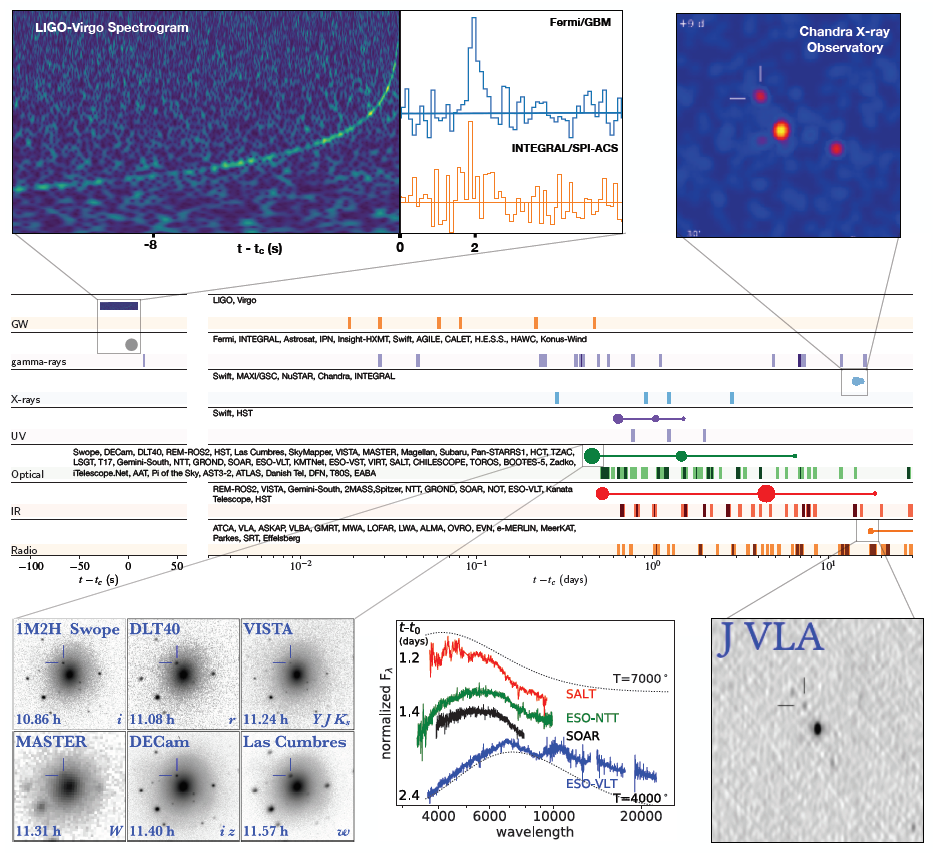 LIGO-Virgo Spectrogram
Fermi/GBM
INTEGRAL/SPI-ACS
-8
t - tc (s)
0
2
+9 d
Chandra X-ray
Observatory
30"
LIGO, Virgo
GW
Fermi, INTEGRAL, Astrosat, IPN, Insight-HXMT, Swift, AGILE, CALET, H.E.S.S., HAWC, Konus-Wind
gamma-rays
Swift, MAXI/GSC, NuSTAR, Chandra, INTEGRAL
X-rays
Swift, HST
UV
Swope, DECam, DLT40, REM-ROS2, HST, Las Cumbres, SkyMapper, VISTA, MASTER, Magellan, Subaru, Pan-STARRS1, HCT, TZAC,
LSGT, T17, Gemini-South, NTT, GROND, SOAR, ESO-VLT, KMTNet, ESO-VST, VIRT, SALT, CHILESCOPE, TOROS, BOOTES-5, Zadko,
iTelescope.Net, AAT, Pi of the Sky, AST3-2, ATLAS, Danish Tel, DFN, T80S, EABA
Optical
REM-ROS2, VISTA, Gemini-South, 2MASS,Spitzer, NTT, GROND, SOAR, NOT, ESO-VLT, Kanata
Telescope, HST
IR
ATCA, VLA, ASKAP, VLBA, GMRT, MWA, LOFAR, LWA, ALMA, OVRO, EVN, e-MERLIN, MeerKAT,
Parkes, SRT, Effelsberg
Radio
−100 −50 0 50
t−tc (s)
10⁻² 10⁻¹ 10⁰ 10¹
t−tc (days)
1M2H Swope
10.86 h i
DLT40
11.08 h r
VISTA
11.24 h YJKs
MASTER
11.31 h W
DECam
11.40 h iz
Las Cumbres
11.57 h w
t-t0
(days)
1.2
1.4
2.4
normalized Fλ
T=7000°
SALT
ESO-NTT
SOAR
ESO-VLT
T=4000°
4000 6000 10000 20000
wavelength
J VLA